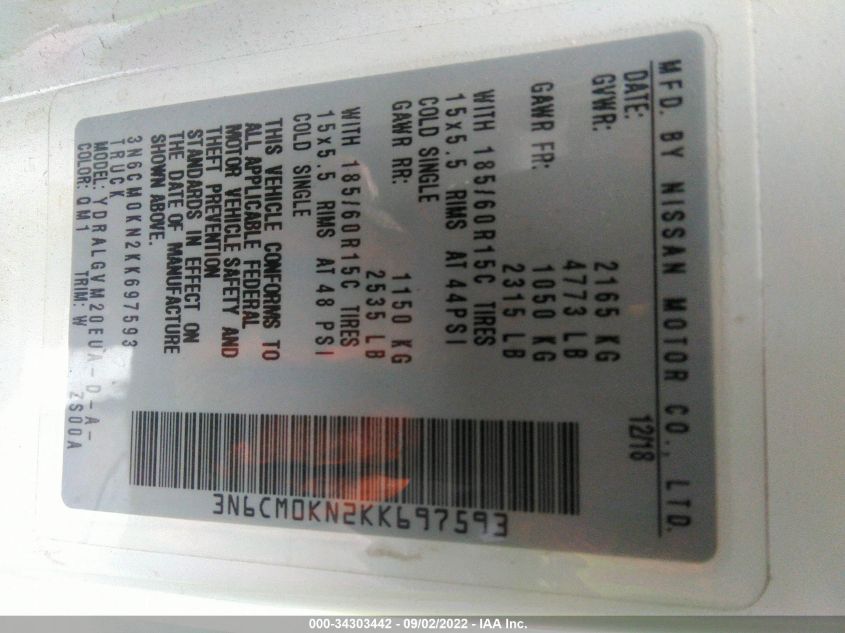 MFD. BY NISSAN MOTOR CO., LTD.
DATE: 12/18
GVWR: 2165 KG
4773 LB
GAWR FR: 1050 KG
2315 LB
WITH 185/60R15C TIRES
15x5.5 RIMS AT 44PSI
COLD SINGLE
GAWR RR: 1150 KG
2535 LB
WITH 185/60R15C TIRES
15x5.5 RIMS AT 48 PSI
COLD SINGLE
THIS VEHICLE CONFORMS TO
ALL APPLICABLE FEDERAL
MOTOR VEHICLE SAFETY AND
THEFT PREVENTION
STANDARDS IN EFFECT ON
THE DATE OF MANUFACTURE
SHOWN ABOVE.
3N6CM0KN2KK697593
TRUCK
MODEL: YDRALGVM20EUA-D-A-
COLOR: QM1 TRIM: W ZS00A
3N6CM0KN2KK697593
000-34303442 - 09/02/2022 - IAA Inc.